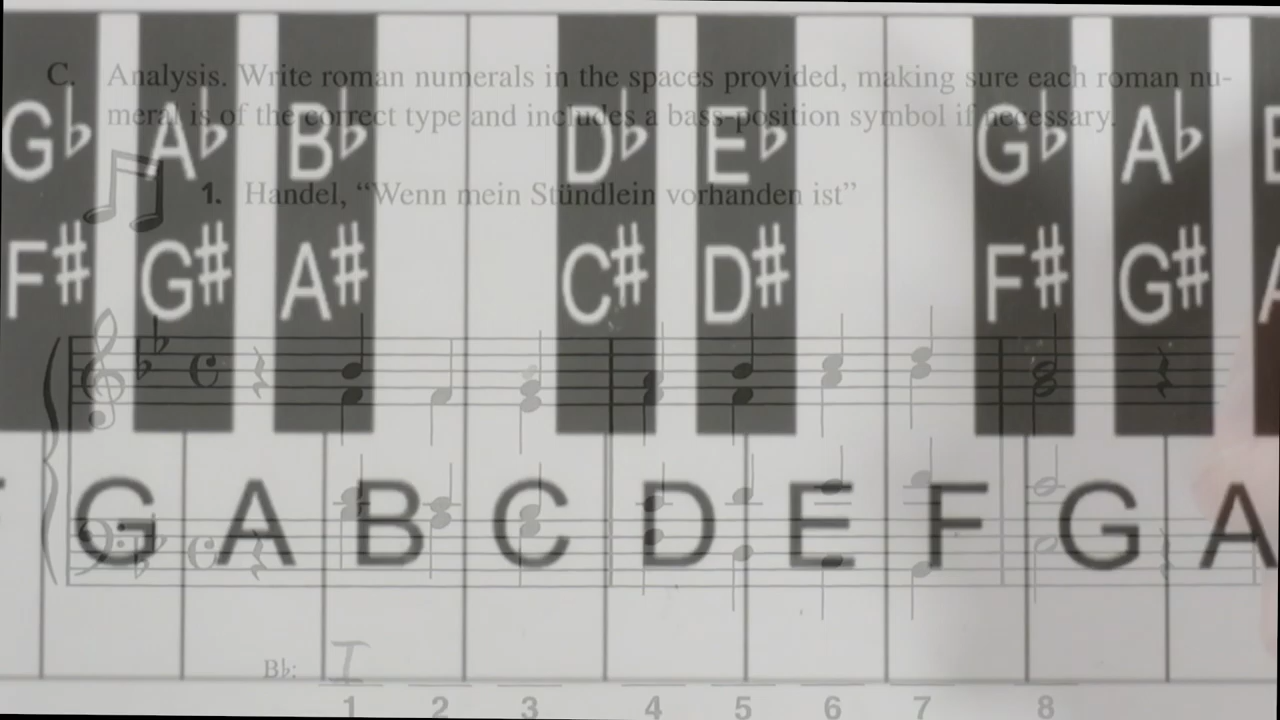 C. Analysis. Write roman numerals in the spaces provided, making sure each roman nu-
meral is of the correct type and includes a bass-position symbol if necessary.
G♭ A♭ B♭ D♭ E♭ G♭ A♭
1. Handel, “Wenn mein Stündlein vorhanden ist”
F# G# A# C# D# F# G#
G A B C D E F G A
B♭: I
1 2 3 4 5 6 7 8